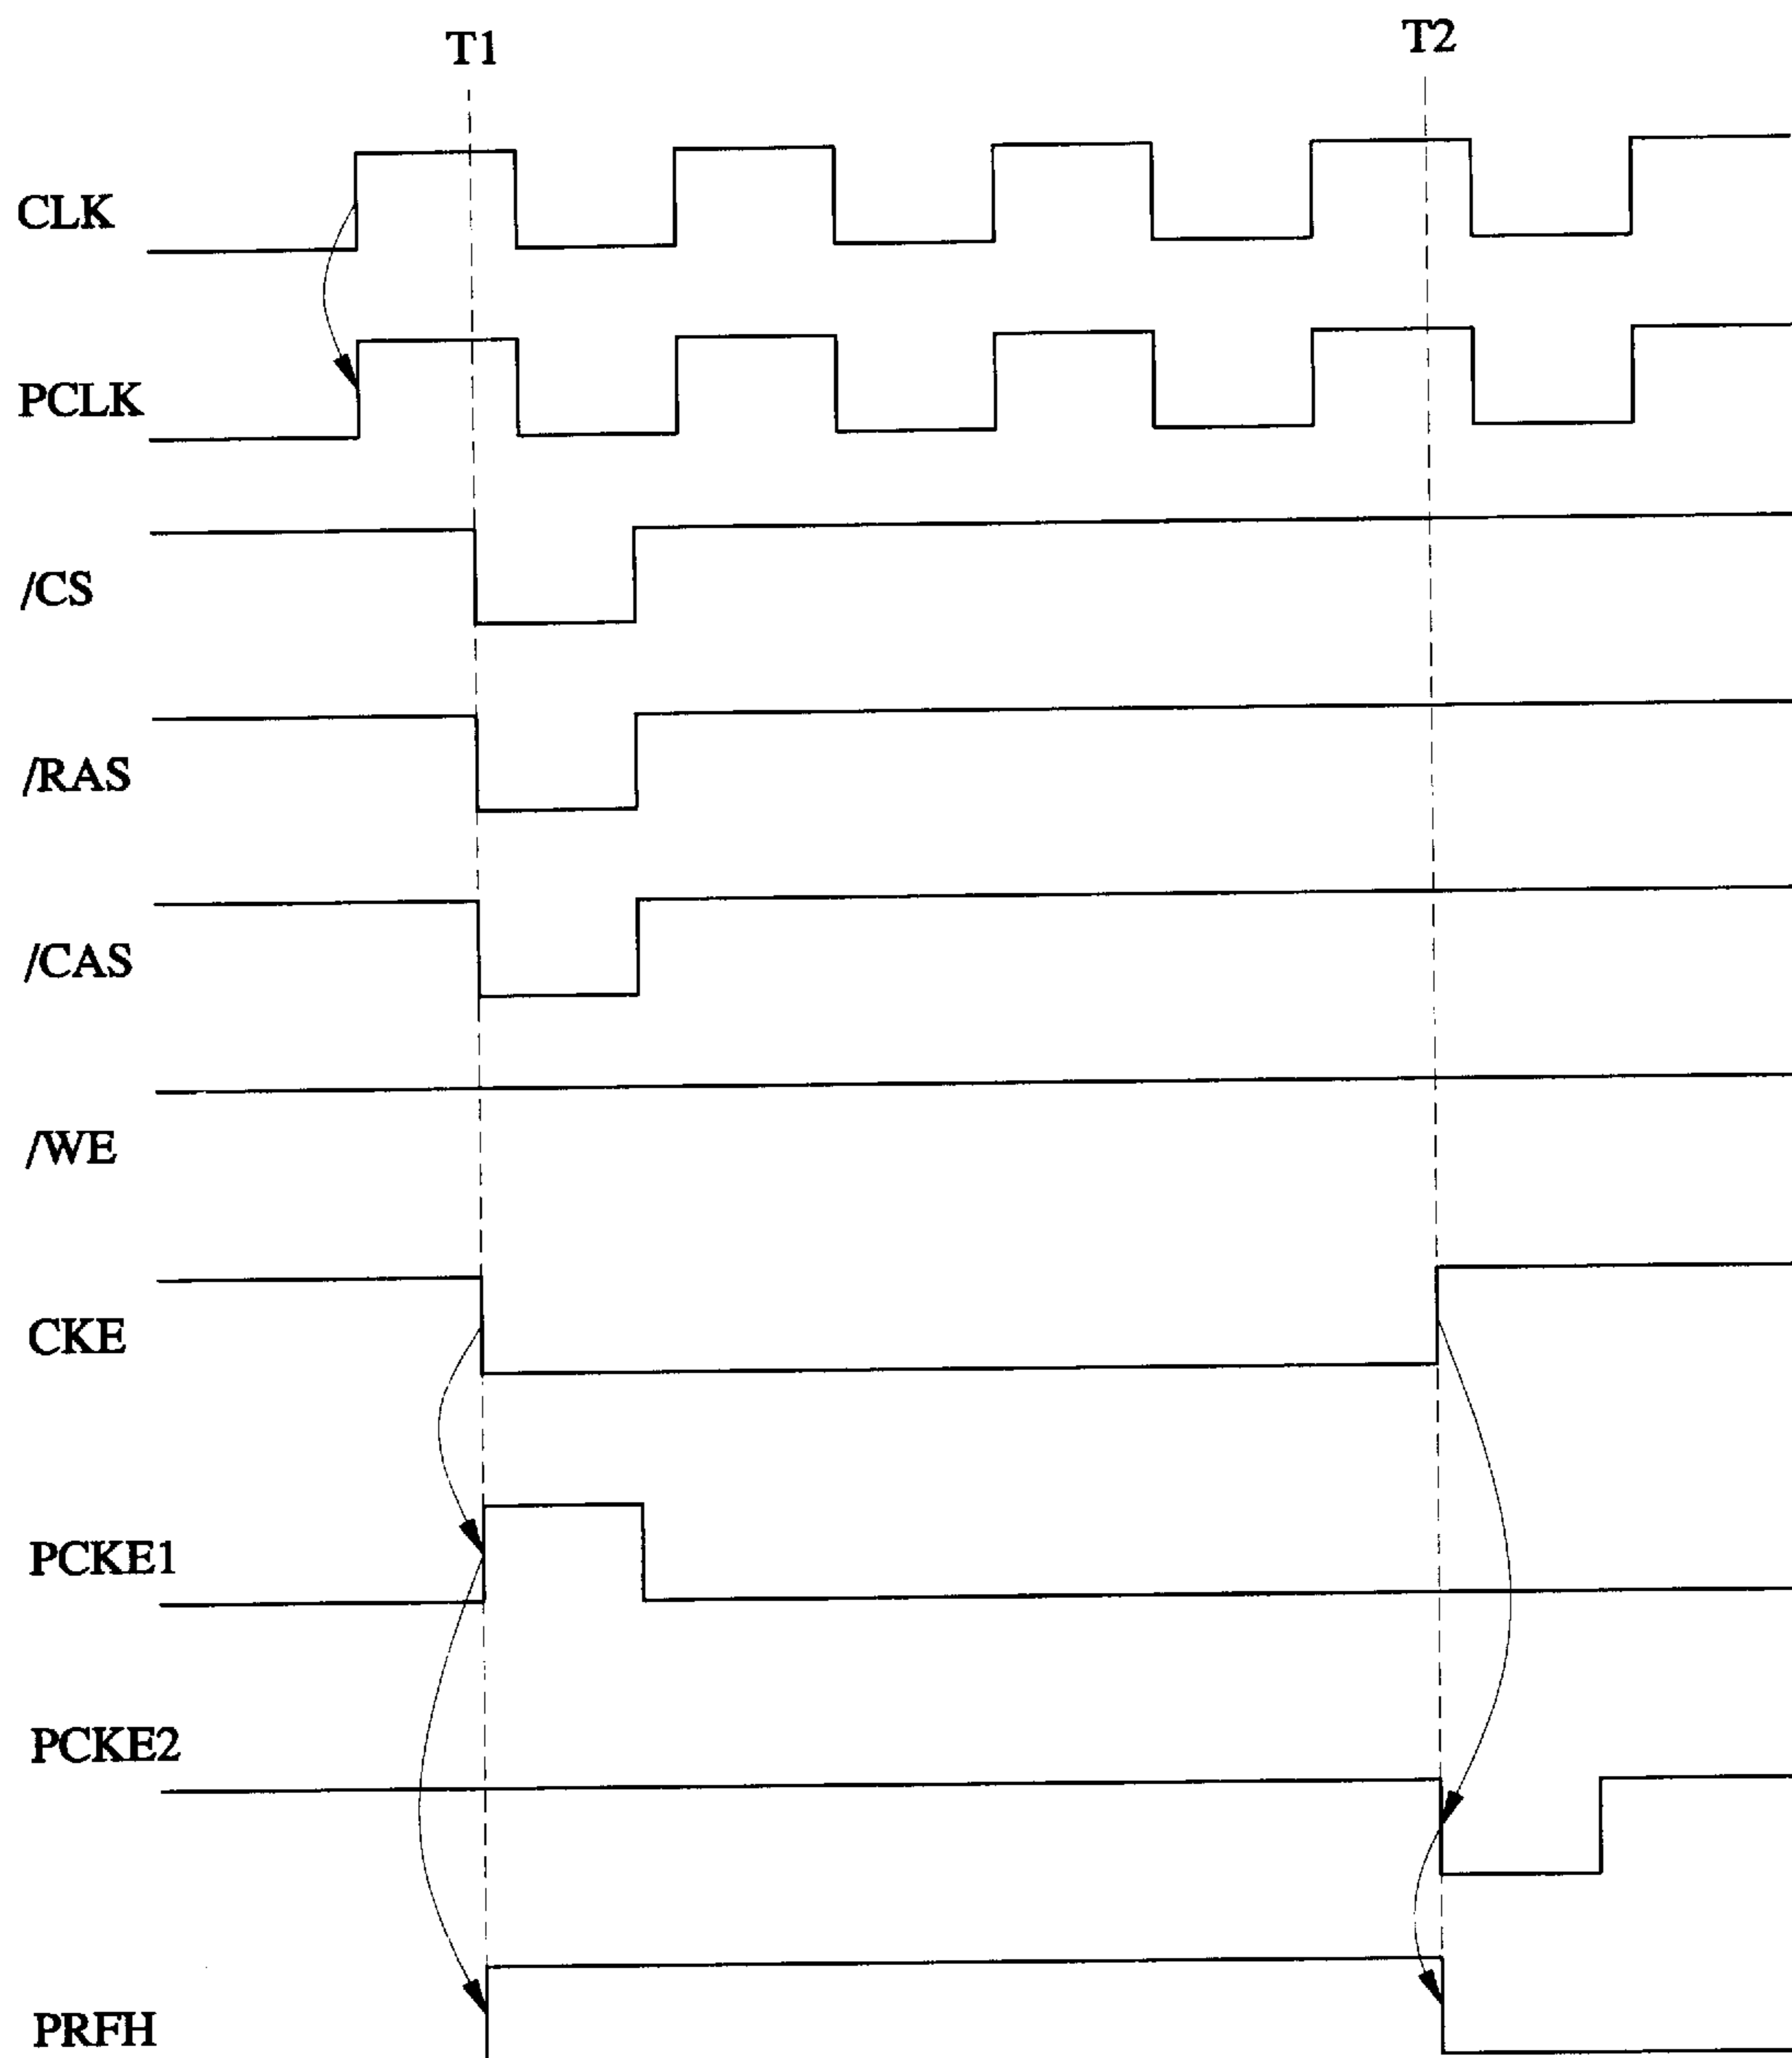 T1 T2
CLK
PCLK
/CS
/RAS
/CAS
/WE
CKE
PCKE1
PCKE2
PRFH